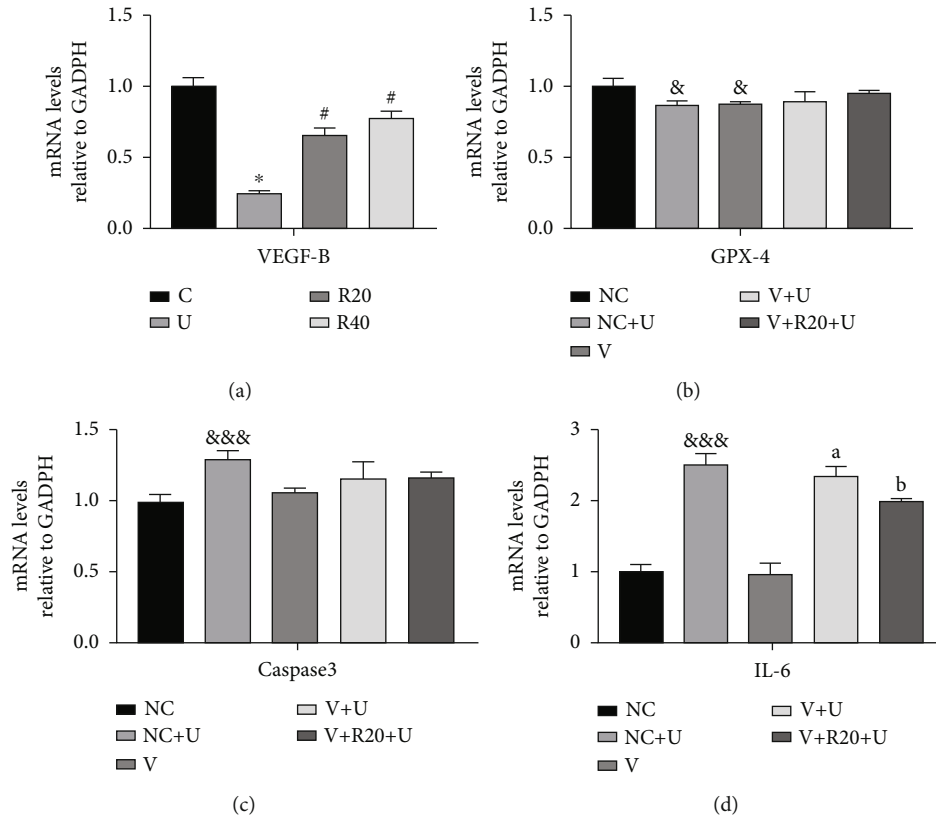 1.5
1.0
0.5
0.0
mRNA levels
relative to GADPH
*
#
#
VEGF-B
C
R20
U
R40
(a)
1.5
1.0
0.5
0.0
mRNA levels
relative to GADPH
&
&
GPX-4
NC
V+U
NC+U
V+R20+U
V
(b)
1.5
1.0
0.5
0.0
mRNA levels
relative to GADPH
&&&
Caspase3
NC
V+U
NC+U
V+R20+U
V
(c)
3
2
1
0
mRNA levels
relative to GADPH
&&&
a
b
IL-6
NC
V+U
NC+U
V+R20+U
V
(d)